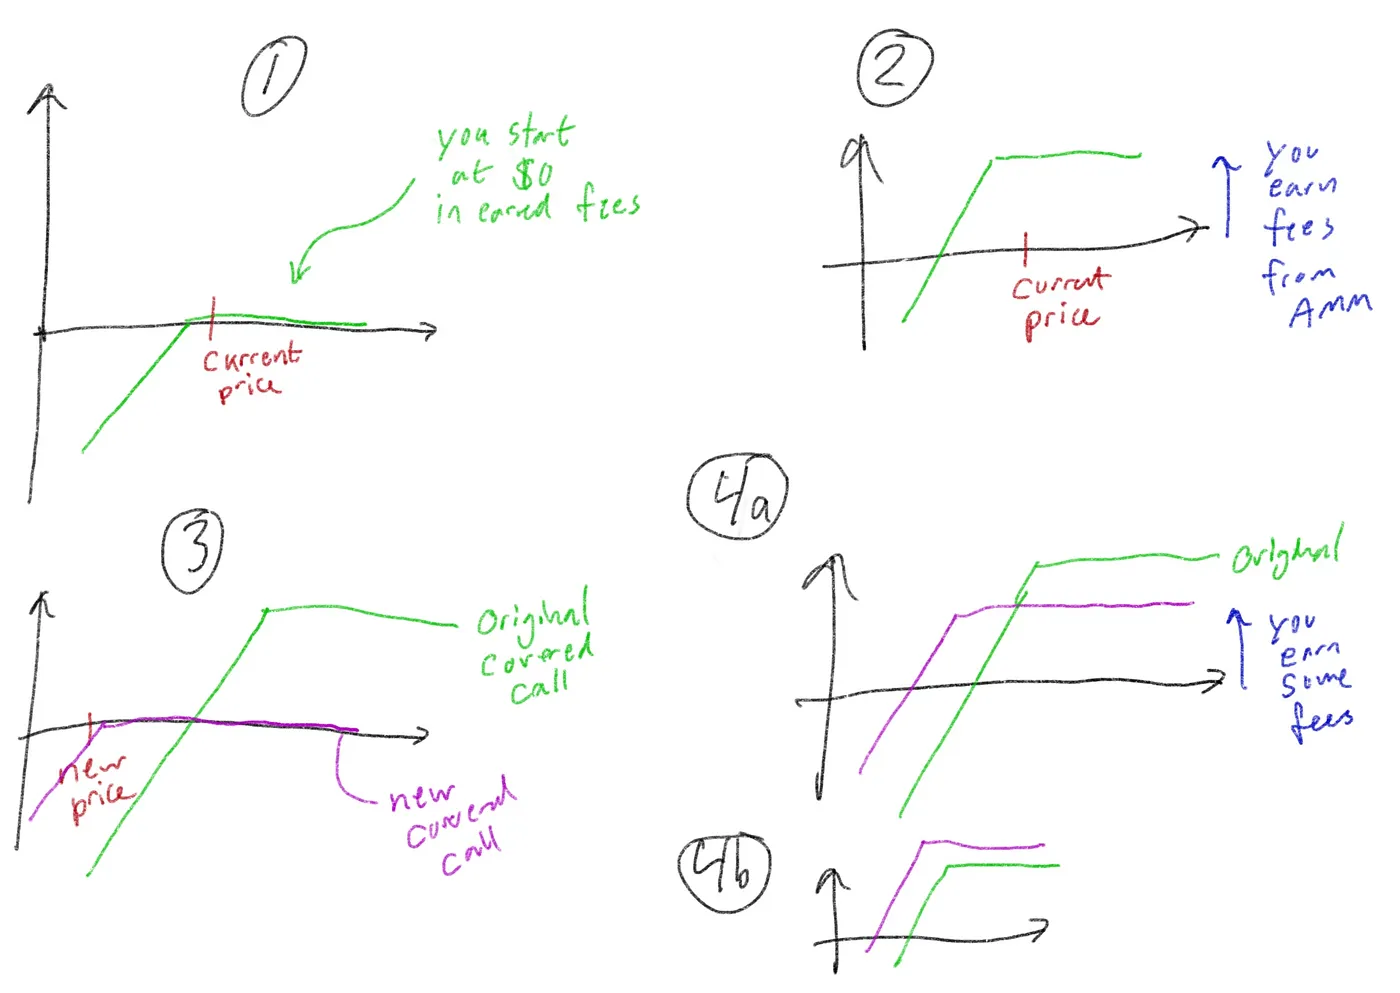 1
you start
at $0
in earned fees
current
price
2
you
earn
fees
from
AMM
current
price
3
original
covered
call
new
price
new
covered
call
4a
original
you
earn
some
fees
4b